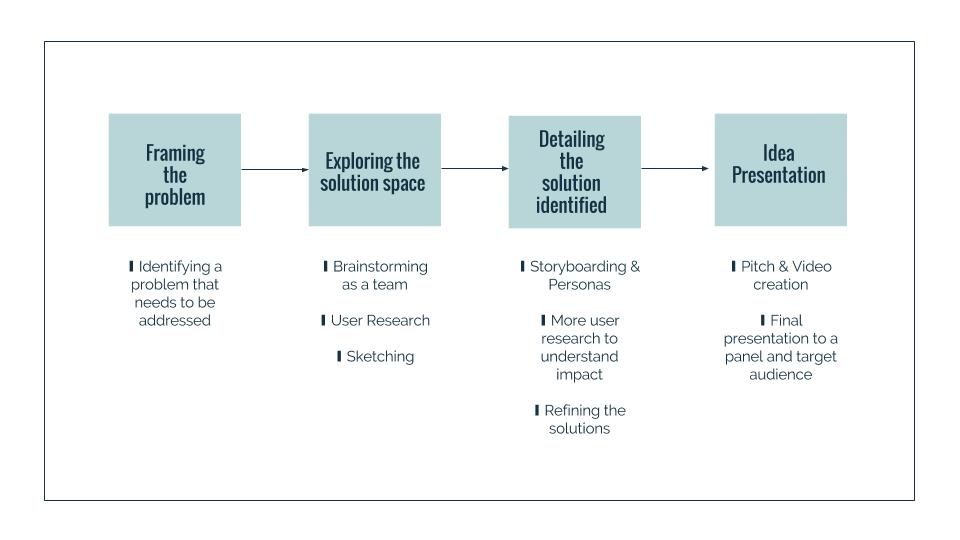 Framing
the
problem
Exploring the
solution space
Detailing
the
solution
identified
Idea
Presentation
Identifying a
problem that
needs to be
addressed
Brainstorming
as a team
User Research
Sketching
Storyboarding &
Personas
More user
research to
understand
impact
Refining the
solutions
Pitch & Video
creation
Final
presentation to a
panel and target
audience